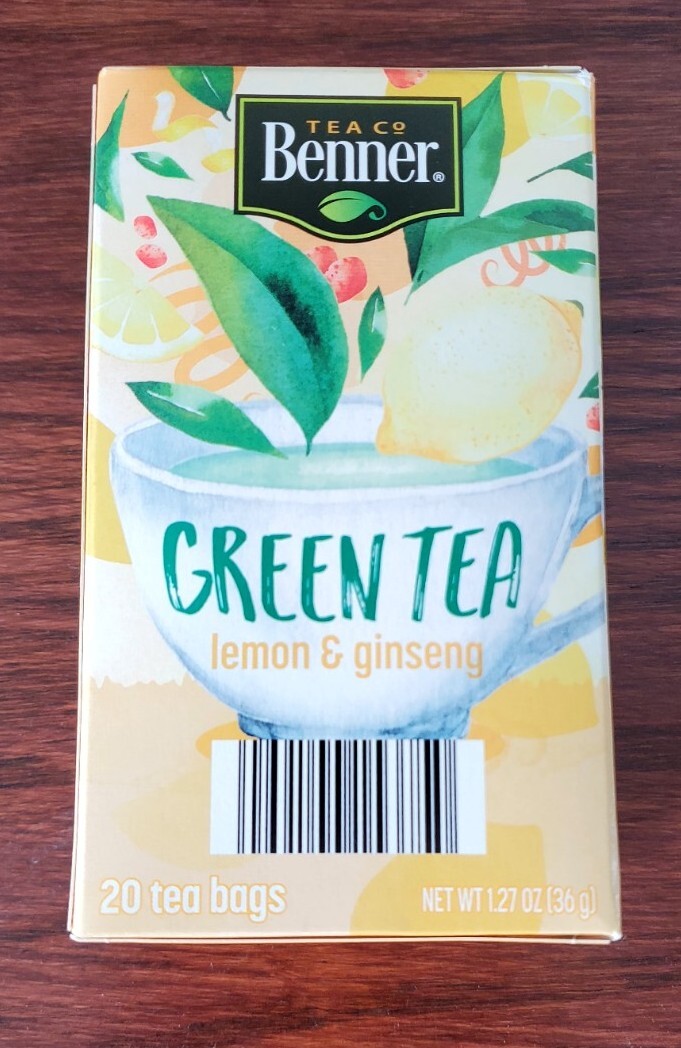 TEA Cº
Benner®
GREEN TEA
lemon & ginseng
20 tea bags
NET WT 1.27 OZ (36 g)